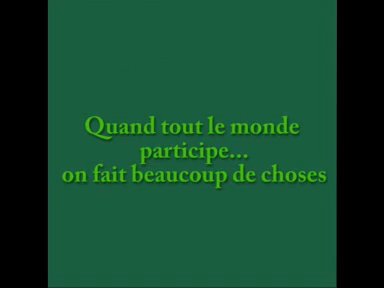 Quand tout le monde
participe...
on fait beaucoup de choses